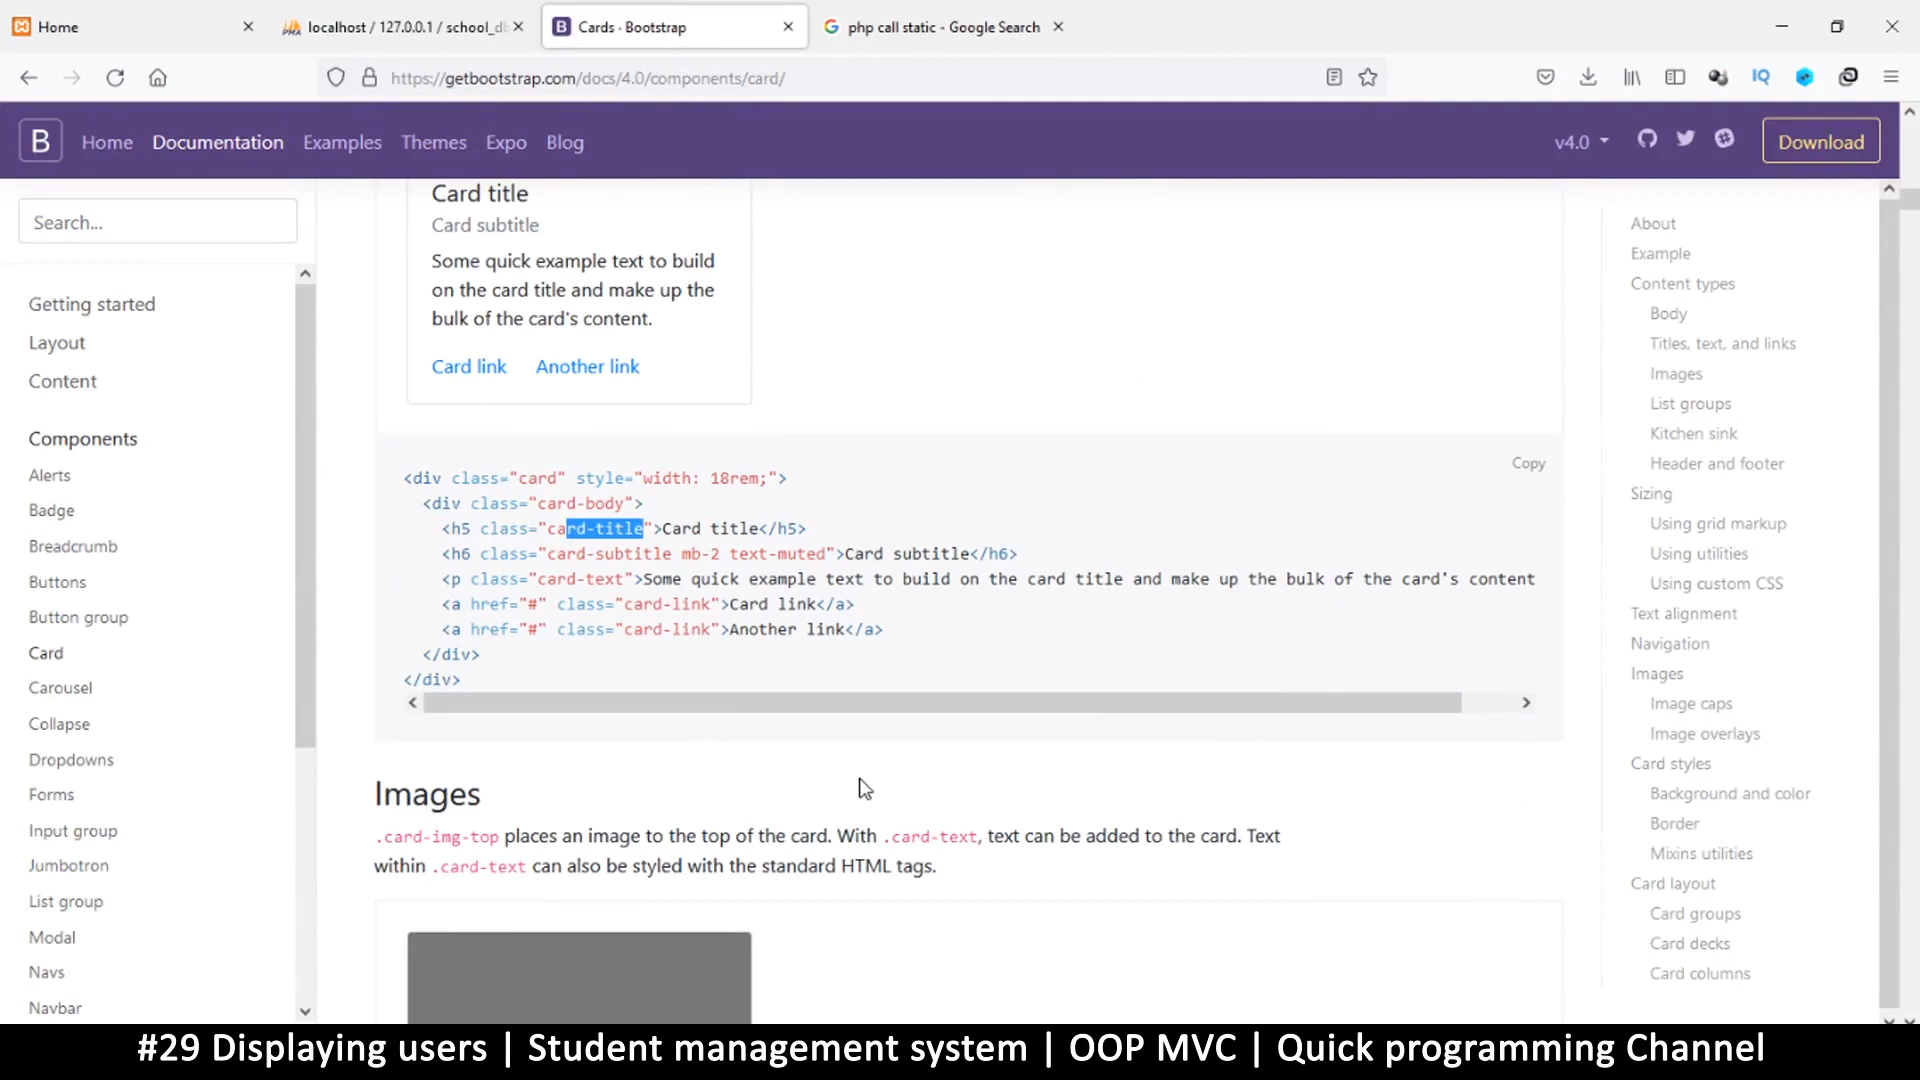 Home
localhost / 127.0.0.1 / school_db
Cards · Bootstrap
php call static - Google Search
https://getbootstrap.com/docs/4.0/components/card/
IQ
B
Home
Documentation
Examples
Themes
Expo
Blog
v4.0
Download
Search...
Getting started
Layout
Content
Components
Alerts
Badge
Breadcrumb
Buttons
Button group
Card
Carousel
Collapse
Dropdowns
Forms
Input group
Jumbotron
List group
Modal
Navs
Navbar
Card title
Card subtitle
Some quick example text to build
on the card title and make up the
bulk of the card's content.
Card link
Another link
Copy
<div class="card" style="width: 18rem;">
<div class="card-body">
<h5 class="card-title">Card title</h5>
<h6 class="card-subtitle mb-2 text-muted">Card subtitle</h6>
<p class="card-text">Some quick example text to build on the card title and make up the bulk of the card's content
<a href="#" class="card-link">Card link</a>
<a href="#" class="card-link">Another link</a>
</div>
</div>
Images
.card-img-top places an image to the top of the card. With .card-text, text can be added to the card. Text
within .card-text can also be styled with the standard HTML tags.
About
Example
Content types
Body
Titles, text, and links
Images
List groups
Kitchen sink
Header and footer
Sizing
Using grid markup
Using utilities
Using custom CSS
Text alignment
Navigation
Images
Image caps
Image overlays
Card styles
Background and color
Border
Mixins utilities
Card layout
Card groups
Card decks
Card columns
#29 Displaying users | Student management system | OOP MVC | Quick programming Channel